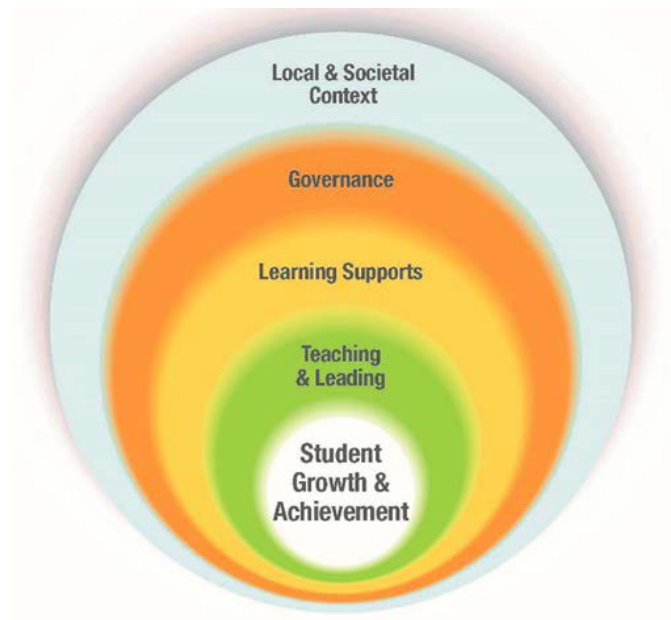 Local & Societal
Context
Governance
Learning Supports
Teaching
& Leading
Student
Growth &
Achievement